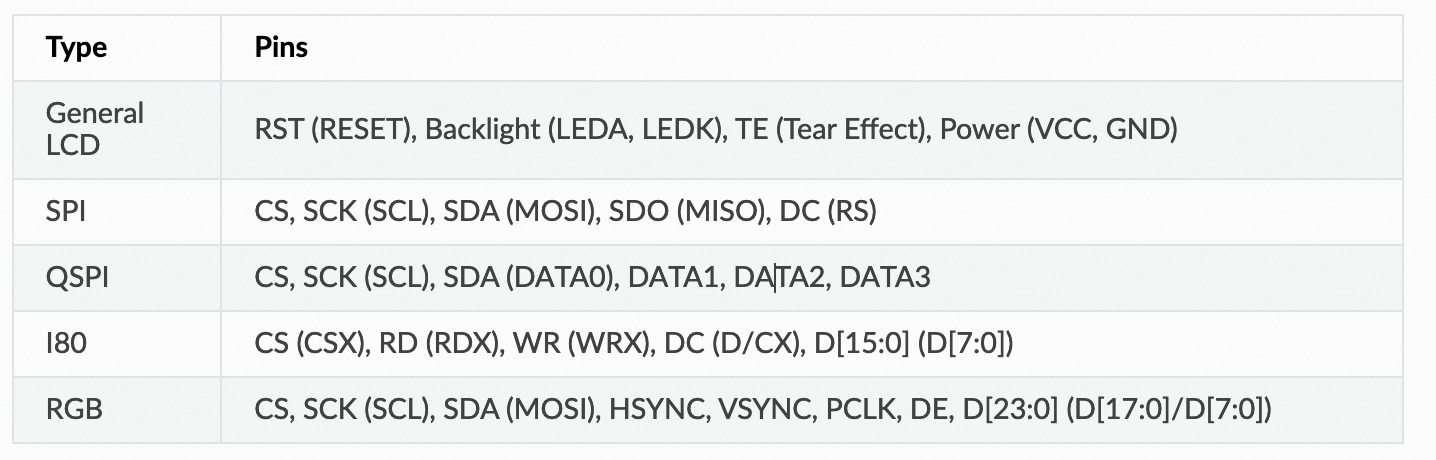 Type Pins
General
LCD
RST (RESET), Backlight (LEDA, LEDK), TE (Tear Effect), Power (VCC, GND)
SPI CS, SCK (SCL), SDA (MOSI), SDO (MISO), DC (RS)
QSPI CS, SCK (SCL), SDA (DATA0), DATA1, DATA2, DATA3
I80 CS (CSX), RD (RDX), WR (WRX), DC (D/CX), D[15:0] (D[7:0])
RGB CS, SCK (SCL), SDA (MOSI), HSYNC, VSYNC, PCLK, DE, D[23:0] (D[17:0]/D[7:0])